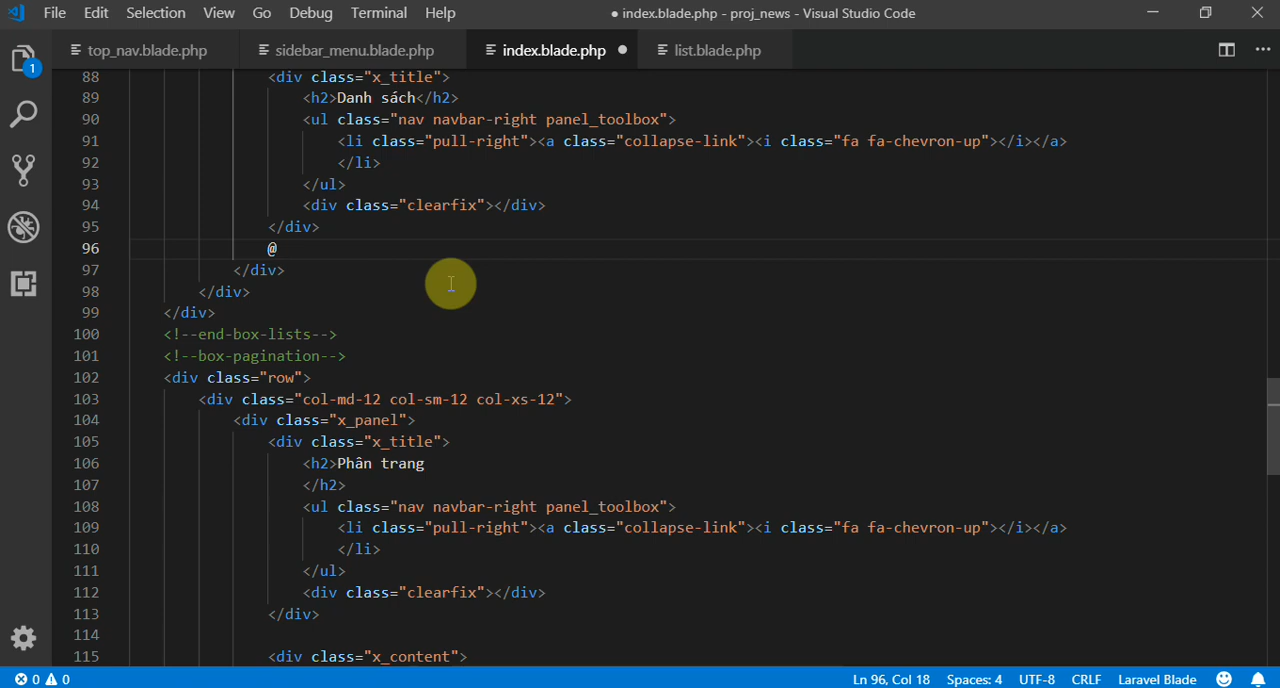 File Edit Selection View Go Debug Terminal Help ● index.blade.php - proj_news - Visual Studio Code
top_nav.blade.php sidebar_menu.blade.php index.blade.php ● list.blade.php
1
88 <div class="x_title">
89 <h2>Danh sách</h2>
90 <ul class="nav navbar-right panel_toolbox">
91 <li class="pull-right"><a class="collapse-link"><i class="fa fa-chevron-up"></i></a>
92 </li>
93 </ul>
94 <div class="clearfix"></div>
95 </div>
96 @
97 </div>
98 </div>
99 </div>
100 <!--end-box-lists-->
101 <!--box-pagination-->
102 <div class="row">
103 <div class="col-md-12 col-sm-12 col-xs-12">
104 <div class="x_panel">
105 <div class="x_title">
106 <h2>Phân trang
107 </h2>
108 <ul class="nav navbar-right panel_toolbox">
109 <li class="pull-right"><a class="collapse-link"><i class="fa fa-chevron-up"></i></a>
110 </li>
111 </ul>
112 <div class="clearfix"></div>
113 </div>
114
115 <div class="x_content">
0 0 Ln 96, Col 18 Spaces: 4 UTF-8 CRLF Laravel Blade